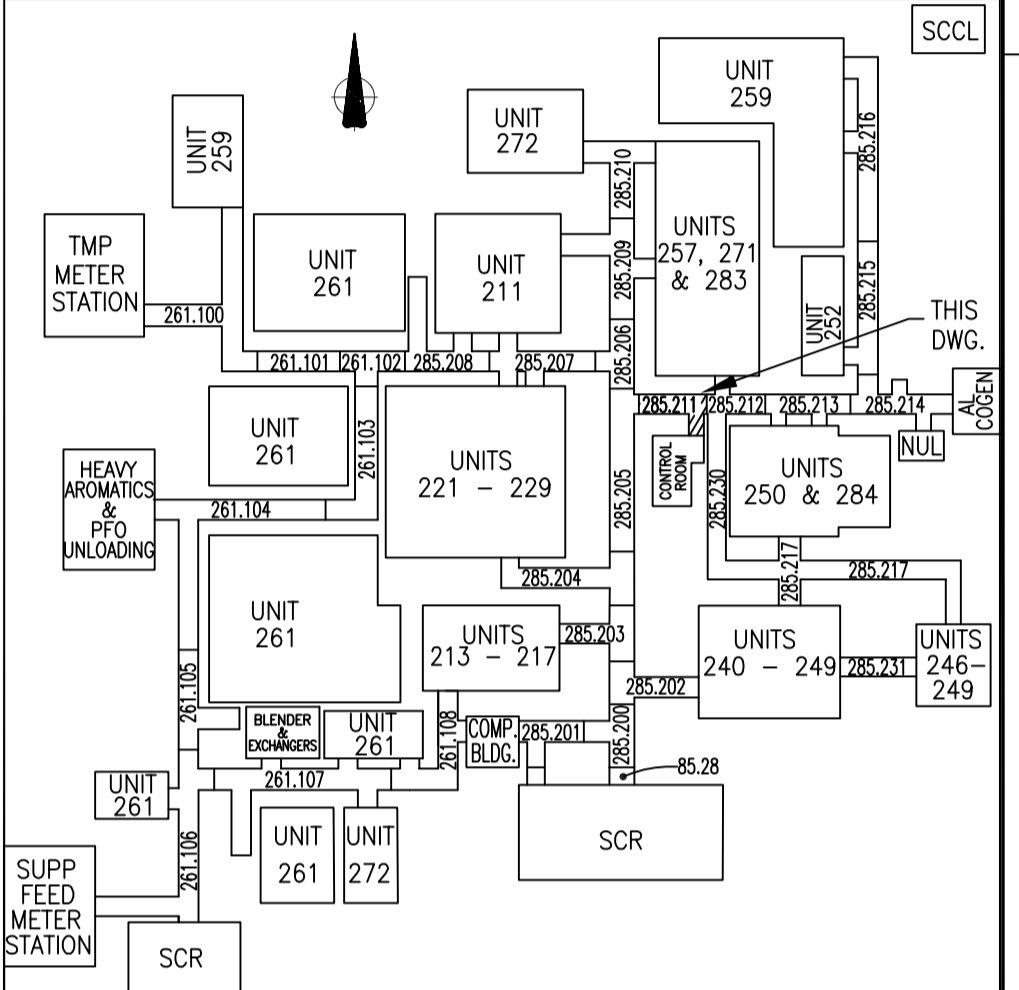 SCCL
UNIT
259
UNIT
272
UNIT
259
285.216
285.210
TMP
METER
STATION
UNIT
261
UNIT
211
UNITS
257, 271
& 283
285.209
285.215
UNIT
252
THIS
DWG.
261.100
285.206
261.101
261.102
285.208
285.207
285.211
285.212
285.213
285.214
AL
COGEN
NUL
UNIT
261
261.103
UNITS
221 - 229
285.205
CONTROL
ROOM
285.230
UNITS
250 & 284
HEAVY
AROMATICS
&
PFO
UNLOADING
261.104
285.204
285.217
285.217
UNIT
261
UNITS
213 - 217
285.203
UNITS
240 - 249
285.231
UNITS
246-
249
261.105
285.202
BLENDER
&
EXCHANGERS
UNIT
261
261.108
COMP.
BLDG.
285.201
285.200
85.28
UNIT
261
261.107
261.106
UNIT
261
UNIT
272
SCR
SUPP
FEED
METER
STATION
SCR